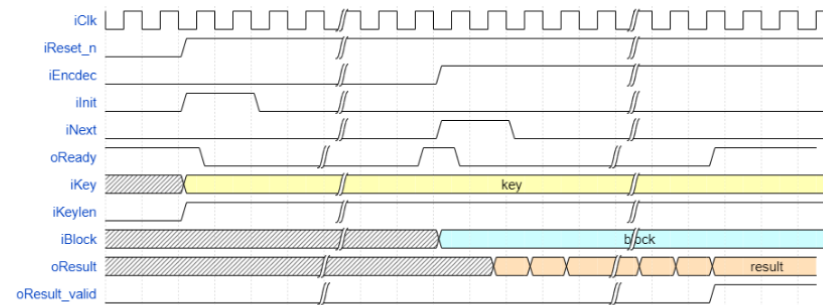 iClk
iReset_n
iEncdec
iInit
iNext
oReady
iKey key
iKeylen
iBlock block
oResult result
oResult_valid